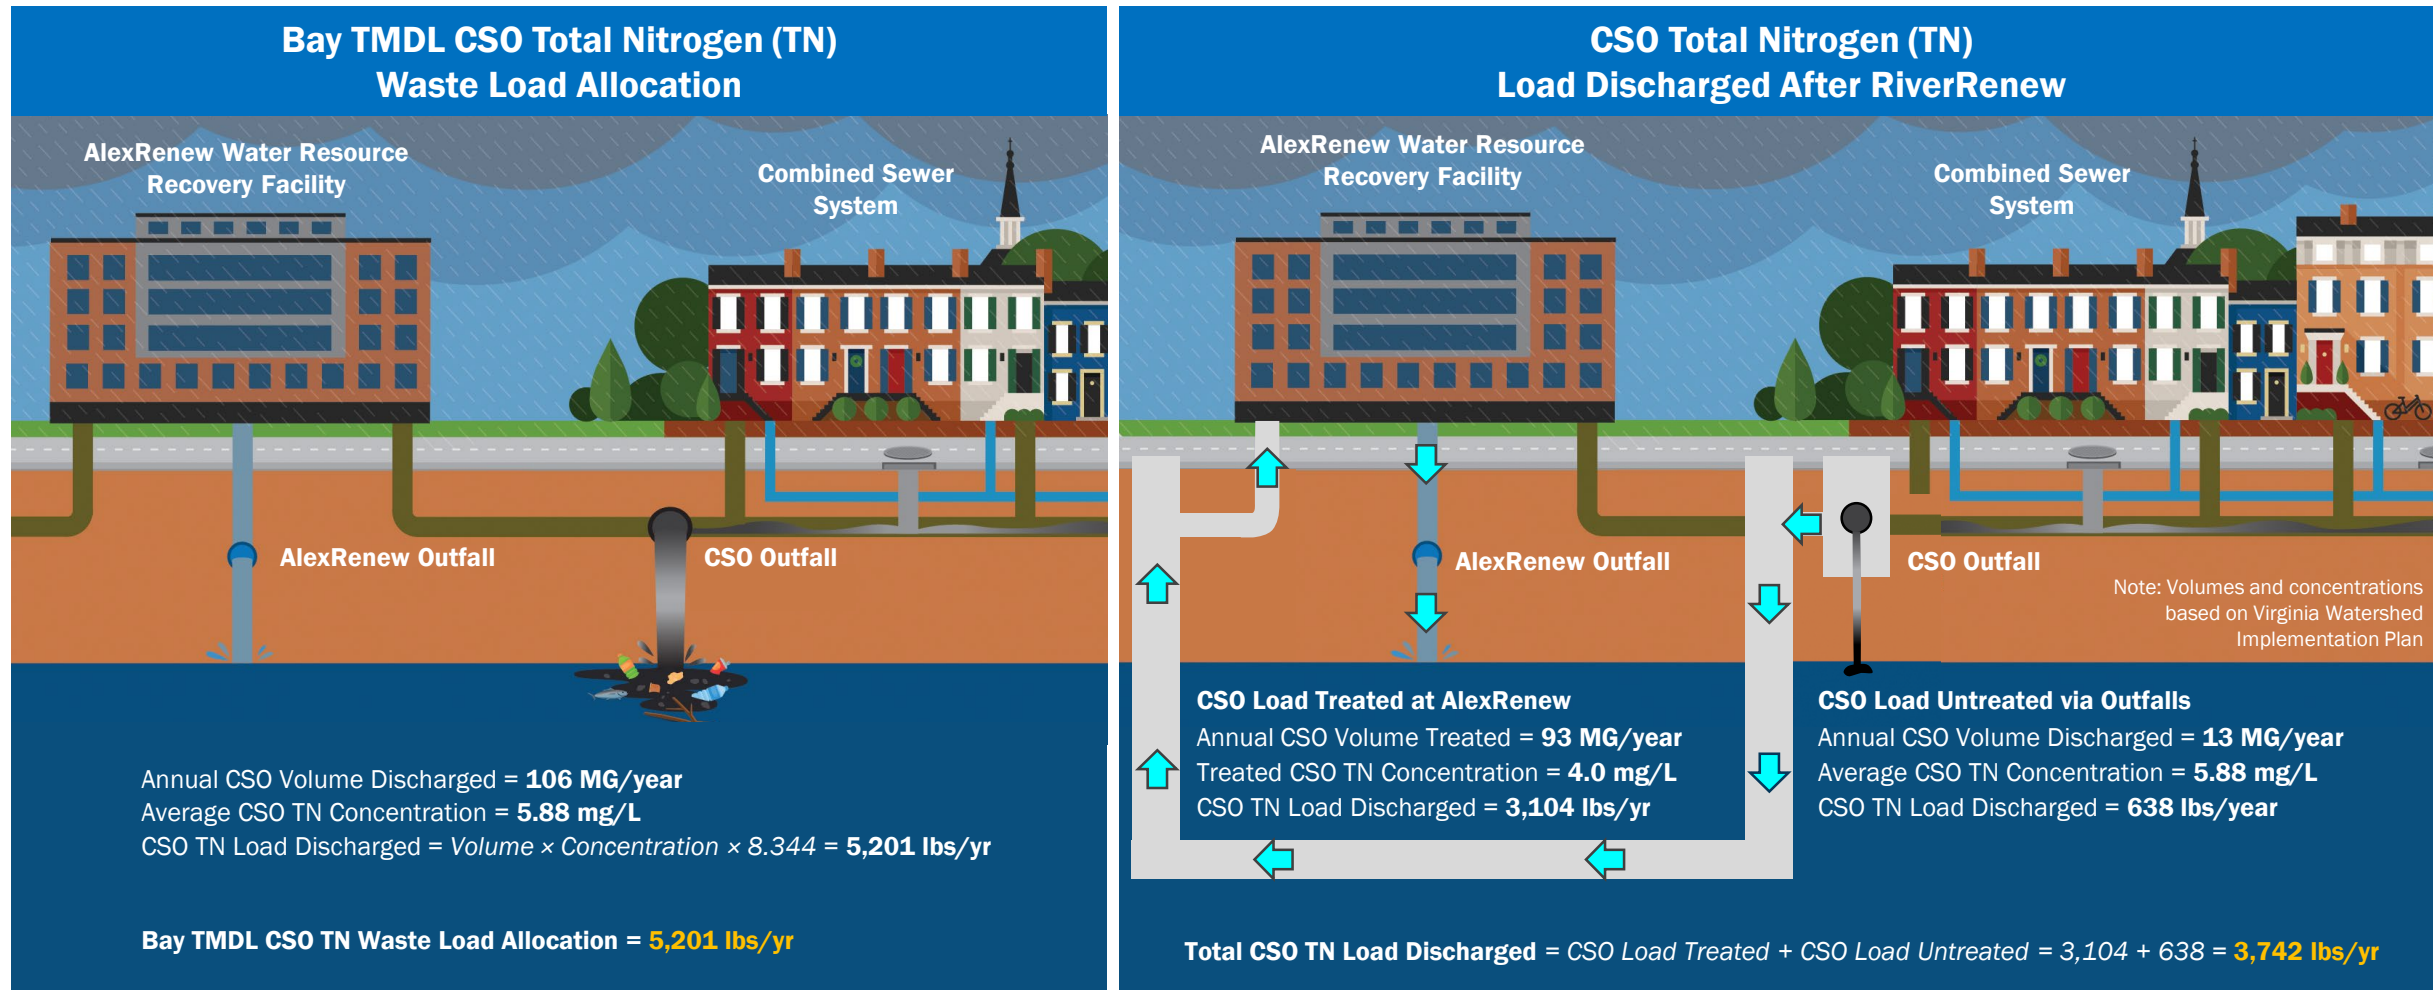 Bay TMDL CSO Total Nitrogen (TN)
Waste Load Allocation
AlexRenew Water Resource
Recovery Facility
Combined Sewer
System
AlexRenew Outfall
CSO Outfall
Annual CSO Volume Discharged = 106 MG/year
Average CSO TN Concentration = 5.88 mg/L
CSO TN Load Discharged = Volume × Concentration × 8.344 = 5,201 lbs/yr
Bay TMDL CSO TN Waste Load Allocation = 5,201 lbs/yr
CSO Total Nitrogen (TN)
Load Discharged After RiverRenew
AlexRenew Water Resource
Recovery Facility
Combined Sewer
System
AlexRenew Outfall
CSO Outfall
Note: Volumes and concentrations
based on Virginia Watershed
Implementation Plan
CSO Load Treated at AlexRenew
Annual CSO Volume Treated = 93 MG/year
Treated CSO TN Concentration = 4.0 mg/L
CSO TN Load Discharged = 3,104 lbs/yr
CSO Load Untreated via Outfalls
Annual CSO Volume Discharged = 13 MG/year
Average CSO TN Concentration = 5.88 mg/L
CSO TN Load Discharged = 638 lbs/year
Total CSO TN Load Discharged = CSO Load Treated + CSO Load Untreated = 3,104 + 638 = 3,742 lbs/yr